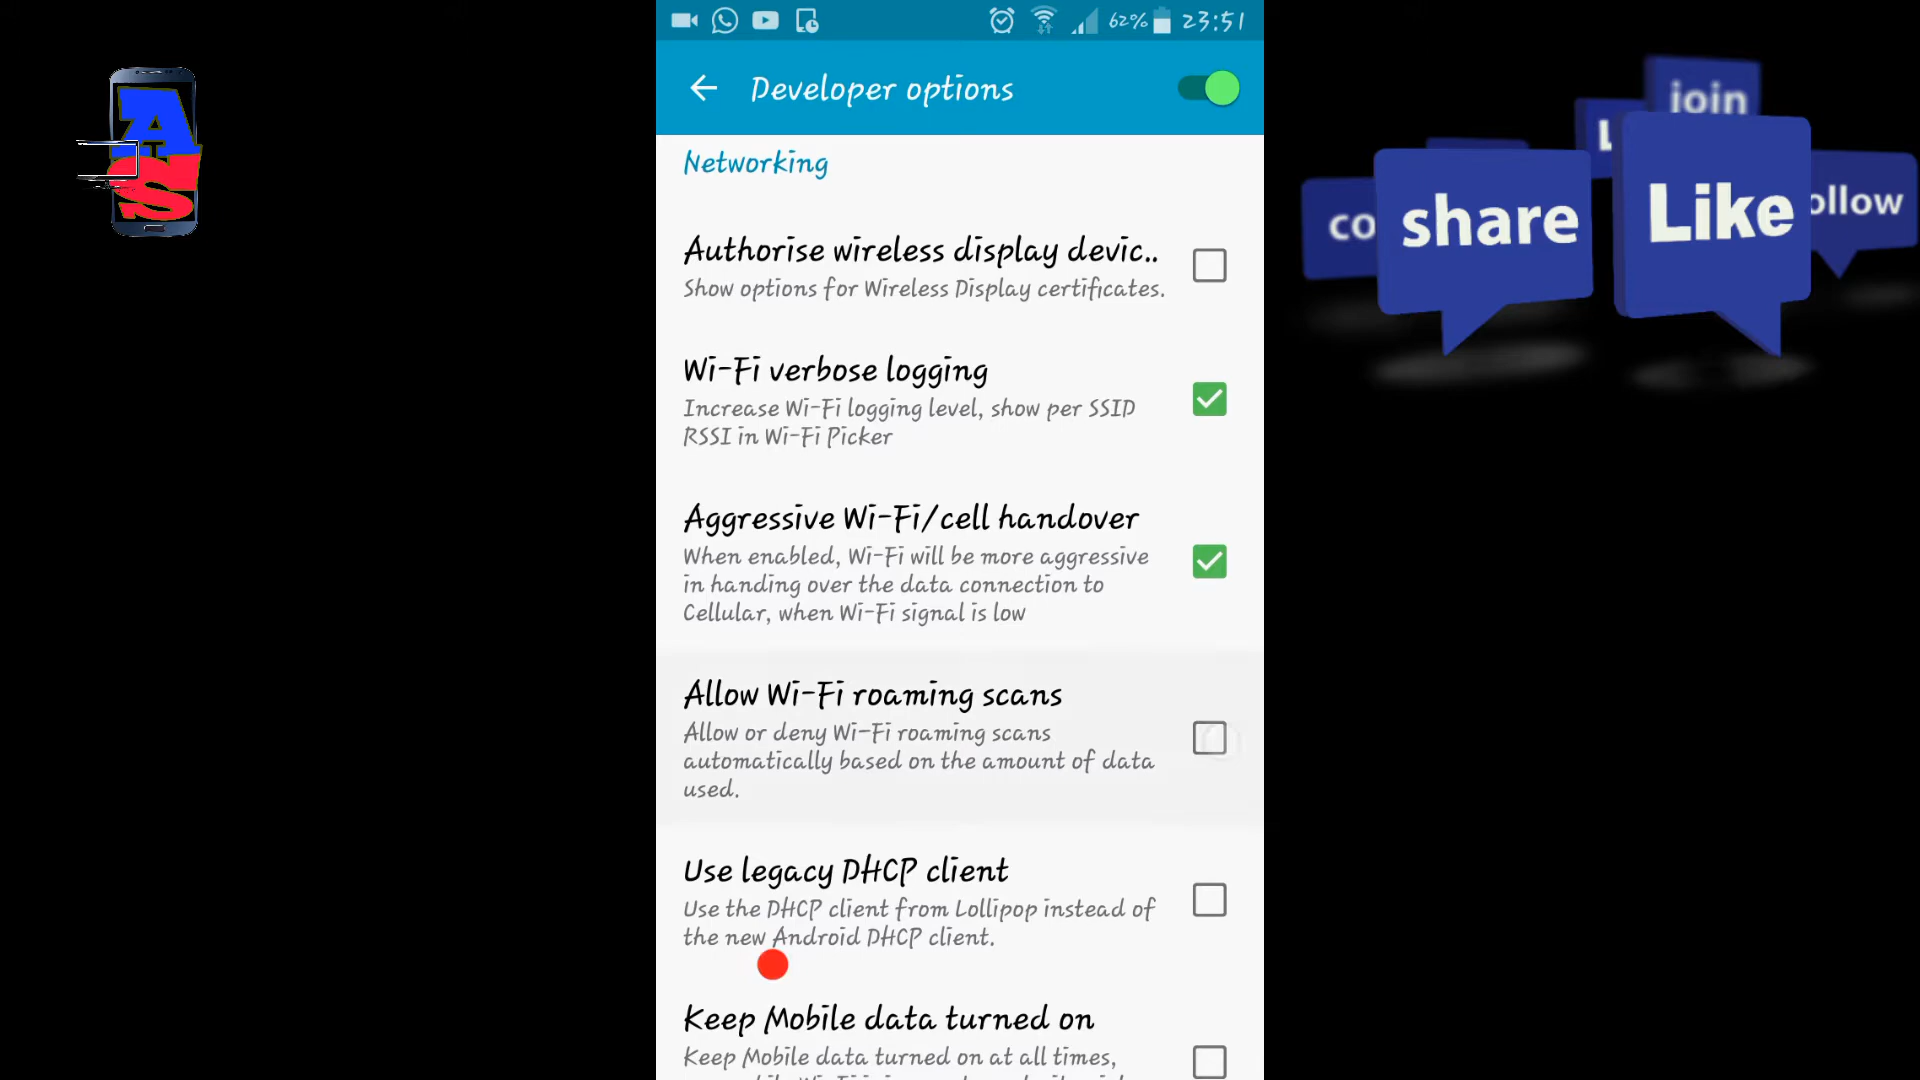 62% 23:51
Developer options
Networking
Authorise wireless display devic..
Show options for Wireless Display certificates.
Wi-Fi verbose logging
Increase Wi-Fi logging level, show per SSID
RSSI in Wi-Fi Picker
Aggressive Wi-Fi/cell handover
When enabled, Wi-Fi will be more aggressive
in handing over the data connection to
Cellular, when Wi-Fi signal is low
Allow Wi-Fi roaming scans
Allow or deny Wi-Fi roaming scans
automatically based on the amount of data
used.
Use legacy DHCP client
Use the DHCP client from Lollipop instead of
the new Android DHCP client.
Keep Mobile data turned on
Keep Mobile data turned on at all times,
A
T
S
join
L
co
share
Like
ollow